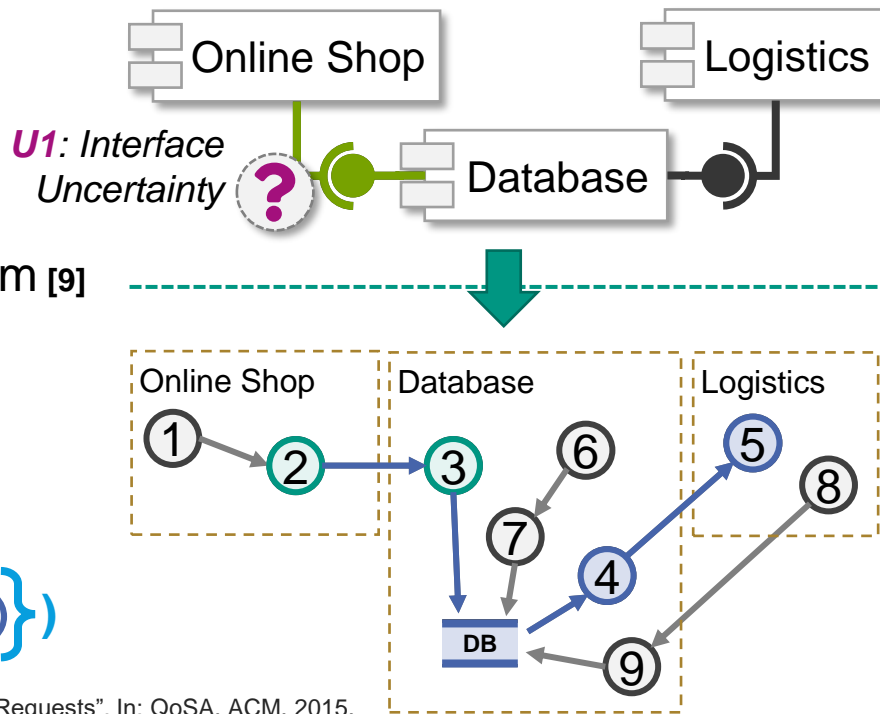 Online Shop
Logistics
U1: Interface
Uncertainty
?
Database
m [9]
Online Shop
Database
Logistics
1
2
3
6
5
8
7
4
DB
9
})
Requests". In: QoSA. ACM, 2015.